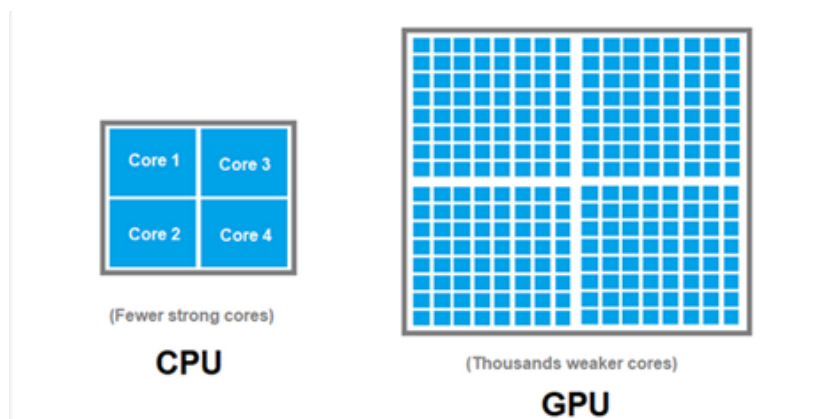 Core 1
Core 3
Core 2
Core 4
(Fewer strong cores)
CPU
(Thousands weaker cores)
GPU